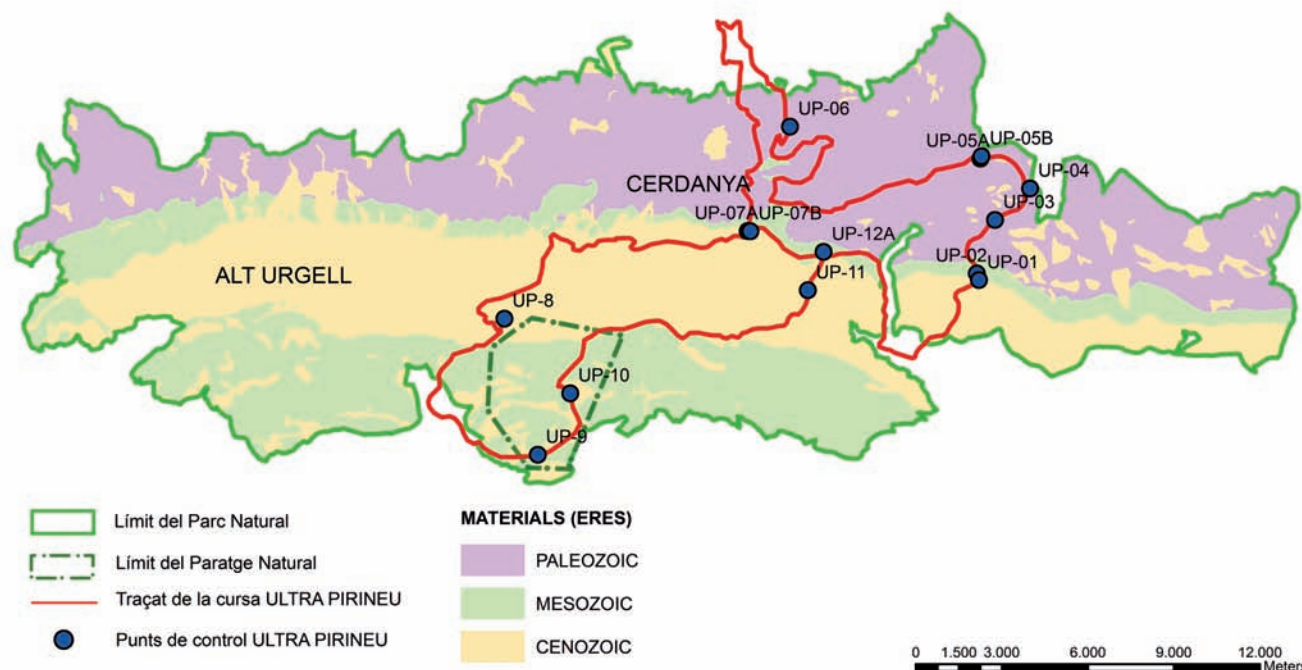 UP-06
UP-05A UP-05B
UP-04
CERDANYA
UP-03
UP-07A UP-07B
UP-12A
UP-02
UP-01
ALT URGELL
UP-11
UP-8
UP-10
UP-9
Límit del Parc Natural
Límit del Paratge Natural
Traçat de la cursa ULTRA PIRINEU
Punts de control ULTRA PIRINEU
MATERIALS (ERES)
PALEOZOIC
MESOZOIC
CENOZOIC
0 1.500 3.000 6.000 9.000 12.000